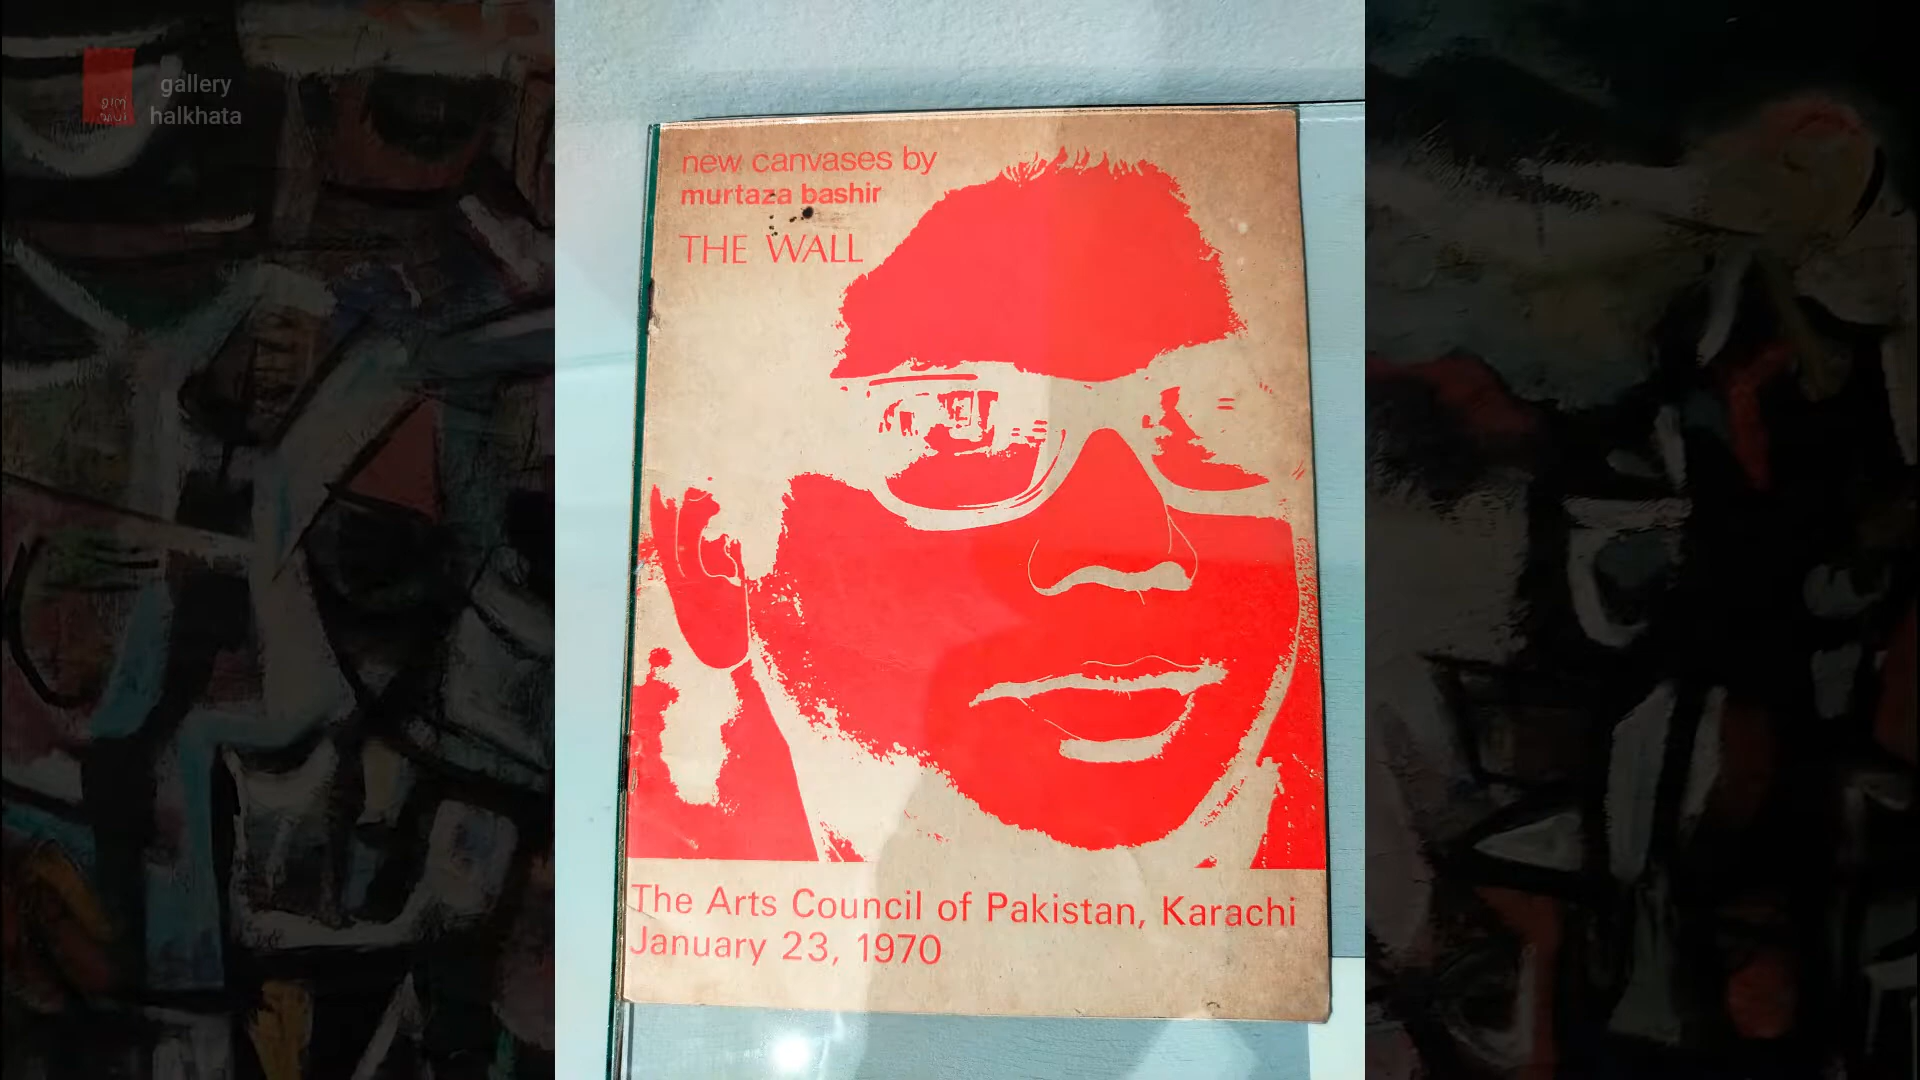 gallery
halkhata
new canvases by
murtaza bashir
THE WALL
The Arts Council of Pakistan, Karachi
January 23, 1970